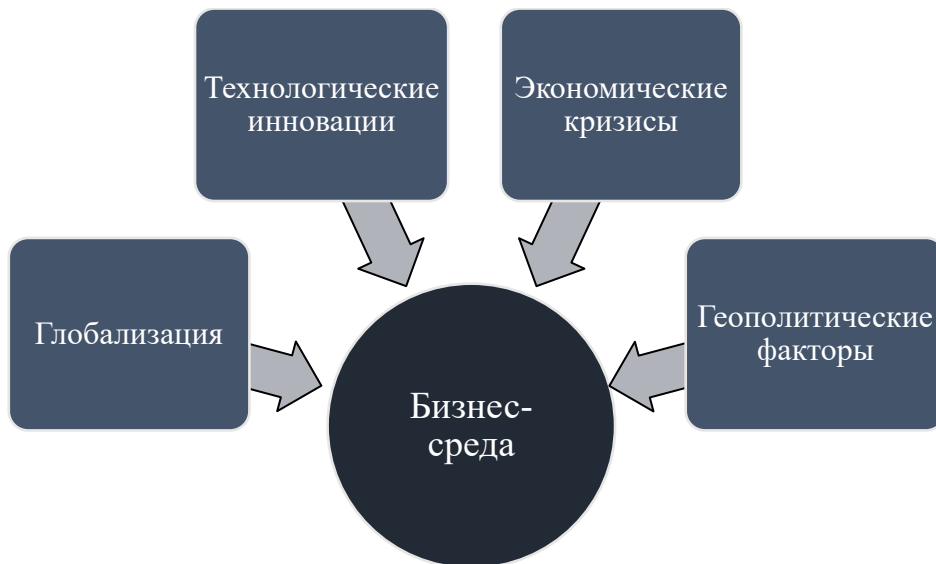 Технологические
инновации
Экономические
кризисы
Глобализация
Геополитические
факторы
Бизнес-
среда